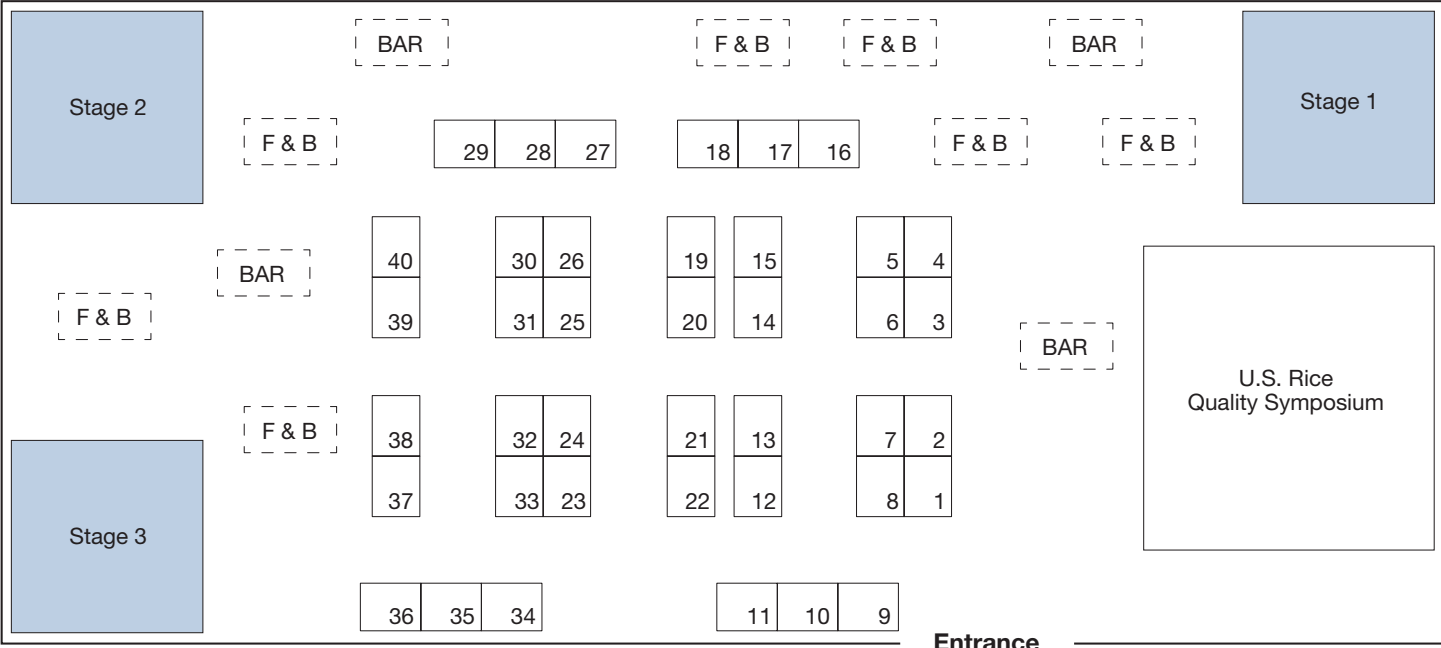 BAR
F & B
F & B
BAR
Stage 2
Stage 1
F & B
29 28 27
18 17 16
F & B
F & B
40
30 26
19 15
5 4
BAR
39
31 25
20 14
6 3
F & B
BAR
U.S. Rice
Quality Symposium
F & B
38
32 24
21 13
7 2
37
33 23
22 12
8 1
Stage 3
36 35 34
11 10 9
Entrance